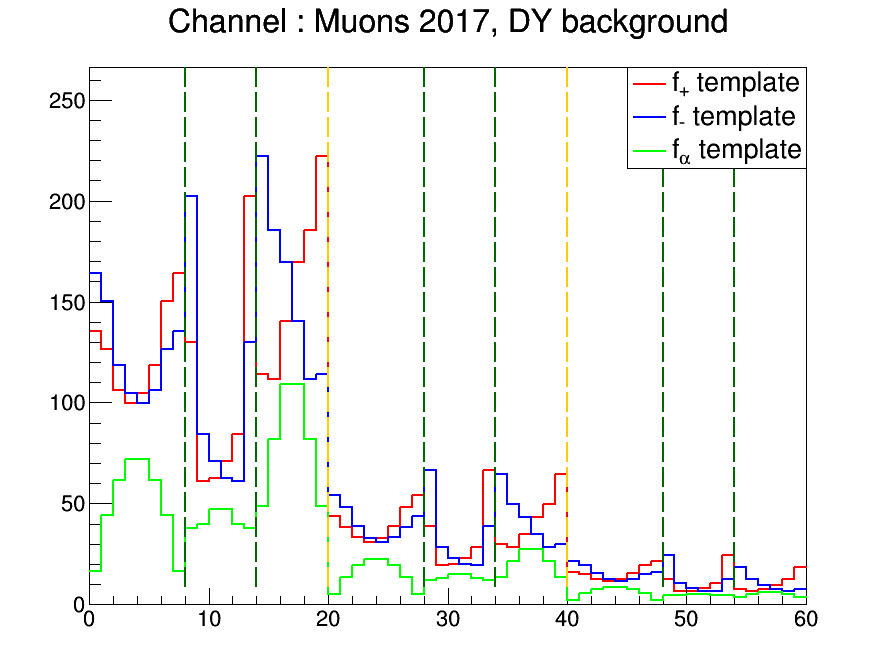 Channel : Muons 2017, DY background
f+ template
f- template
fα template
250
200
150
100
50
0
0 10 20 30 40 50 60